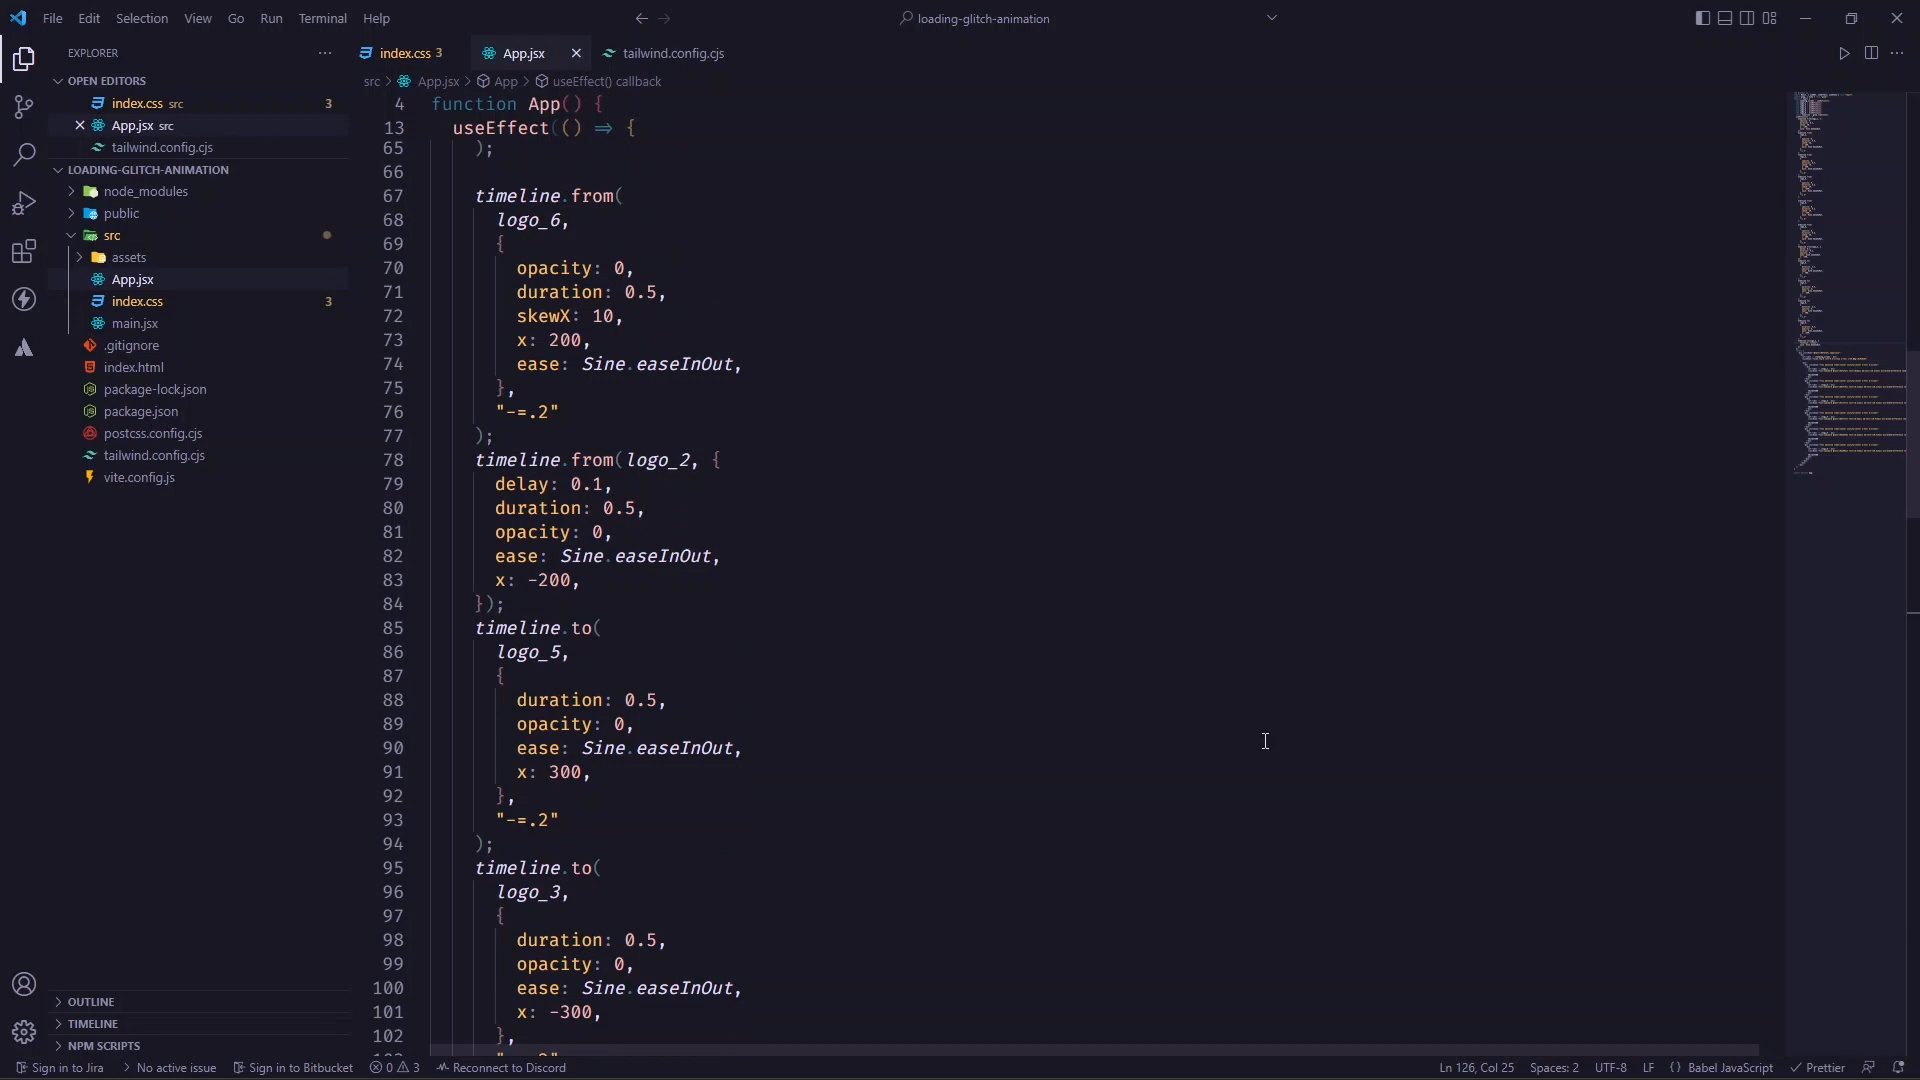 File Edit Selection View Go Run Terminal Help
loading-glitch-animation
EXPLORER
OPEN EDITORS
index.css src 3
App.jsx src
tailwind.config.cjs
LOADING-GLITCH-ANIMATION
node_modules
public
src
assets
App.jsx
index.css 3
main.jsx
.gitignore
index.html
package-lock.json
package.json
postcss.config.cjs
tailwind.config.cjs
vite.config.js
OUTLINE
TIMELINE
NPM SCRIPTS
index.css 3 App.jsx tailwind.config.cjs
src > App.jsx > App > useEffect() callback
4 function App() {
13 useEffect(() => {
65 );
66
67 timeline.from(
68 logo_6,
69 {
70 opacity: 0,
71 duration: 0.5,
72 skewX: 10,
73 x: 200,
74 ease: Sine.easeInOut,
75 },
76 "-=.2"
77 );
78 timeline.from(logo_2, {
79 delay: 0.1,
80 duration: 0.5,
81 opacity: 0,
82 ease: Sine.easeInOut,
83 x: -200,
84 });
85 timeline.to(
86 logo_5,
87 {
88 duration: 0.5,
89 opacity: 0,
90 ease: Sine.easeInOut,
91 x: 300,
92 },
93 "-=.2"
94 );
95 timeline.to(
96 logo_3,
97 {
98 duration: 0.5,
99 opacity: 0,
100 ease: Sine.easeInOut,
101 x: -300,
102 },
Sign in to Jira No active issue Sign in to Bitbucket 0 3 Reconnect to Discord Ln 126, Col 25 Spaces: 2 UTF-8 LF {} Babel JavaScript Prettier